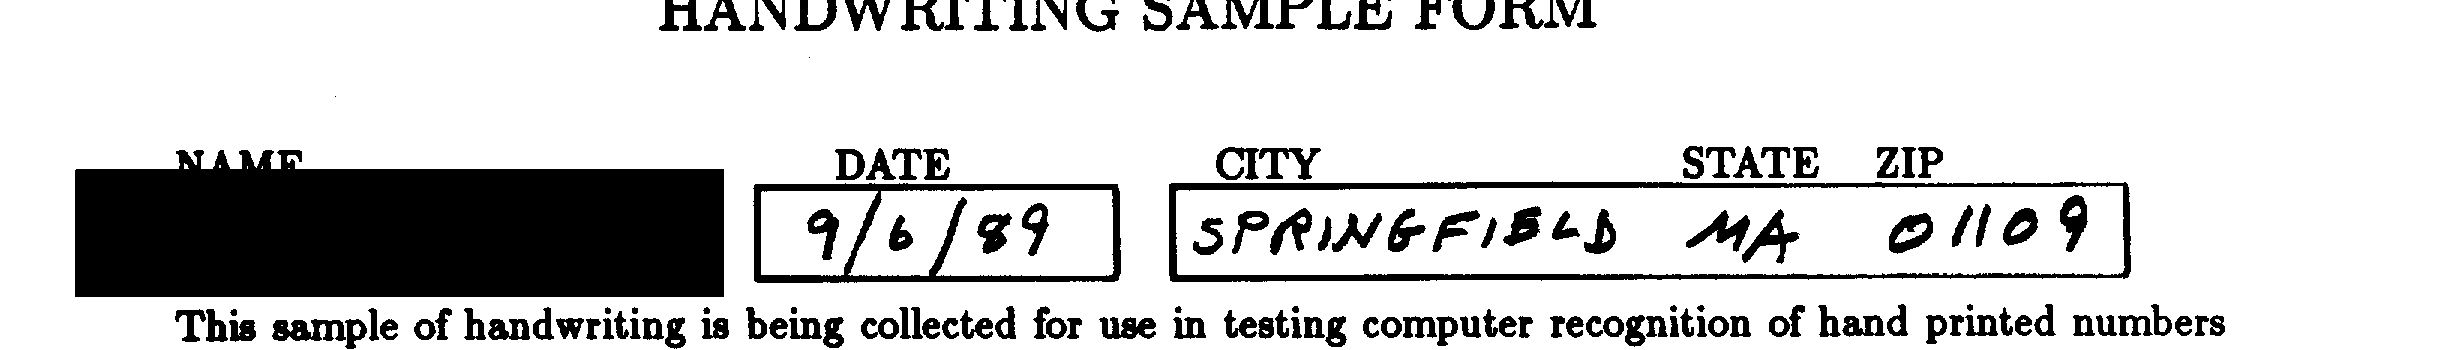 HANDWRITING SAMPLE FORM
NAME DATE CITY STATE ZIP
9/6/89 SPRINGFIELD MA 01109
This sample of handwriting is being collected for use in testing computer recognition of hand printed numbers